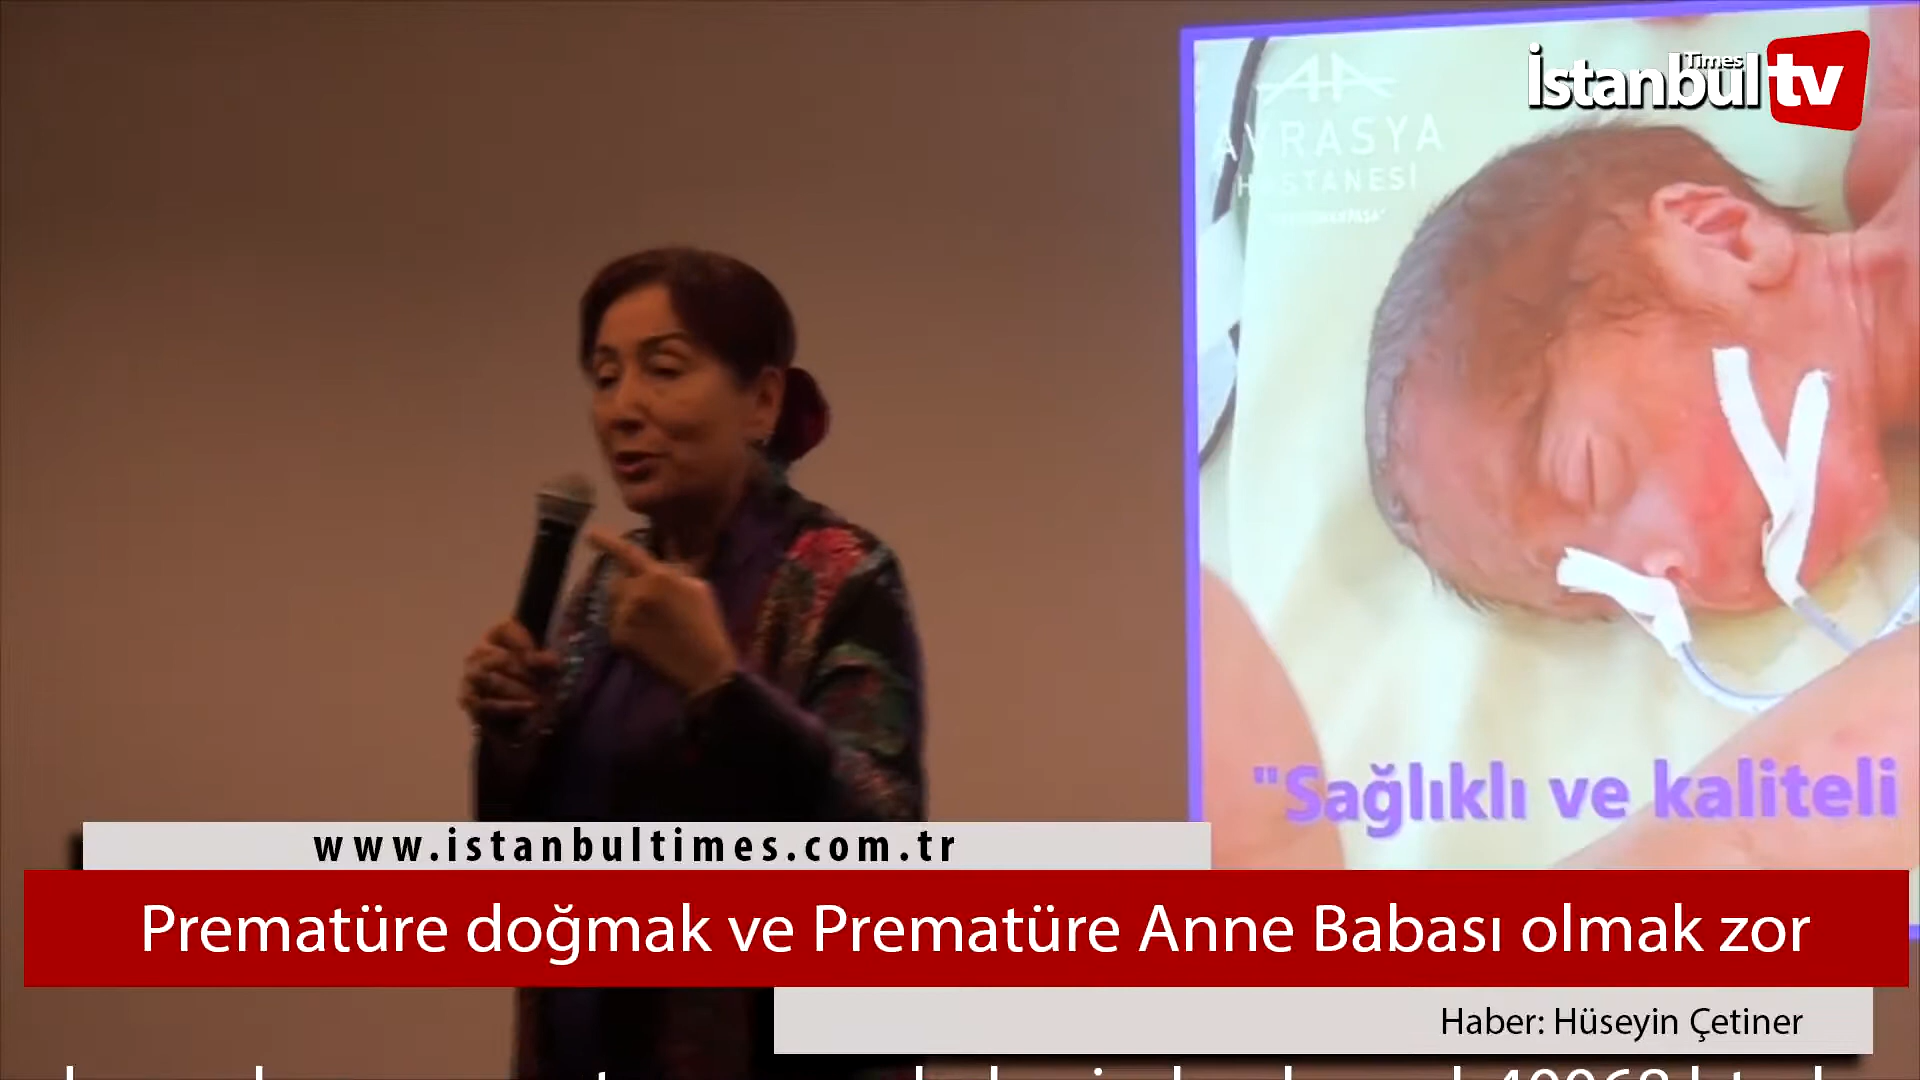 İstanbul Times tv
AVRASYA
HASTANESİ
"Sağlıklı ve kaliteli
www.istanbultimes.com.tr
Prematüre doğmak ve Prematüre Anne Babası olmak zor
Haber: Hüseyin Çetiner